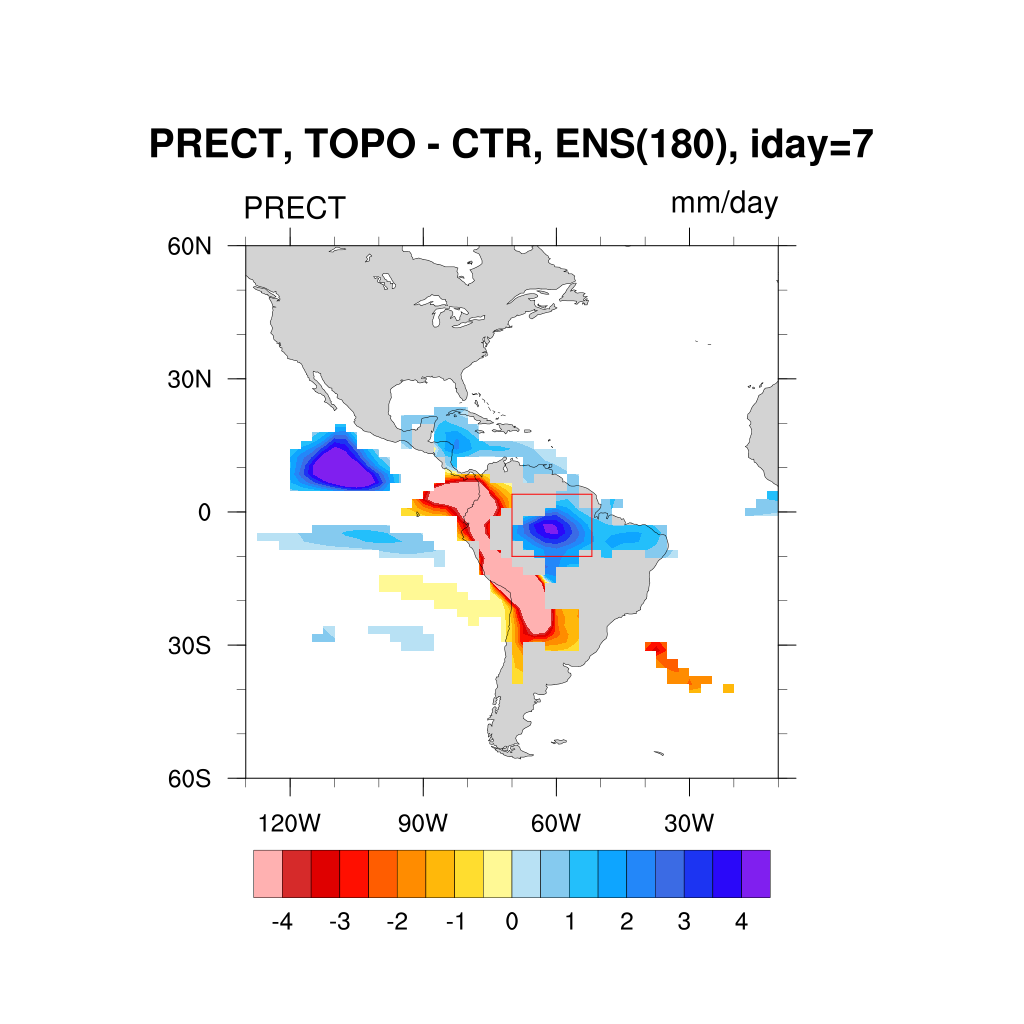 PRECT, TOPO - CTR, ENS(180), iday=7
PRECT mm/day
60N
30N
0
30S
60S
120W 90W 60W 30W
-4 -3 -2 -1 0 1 2 3 4